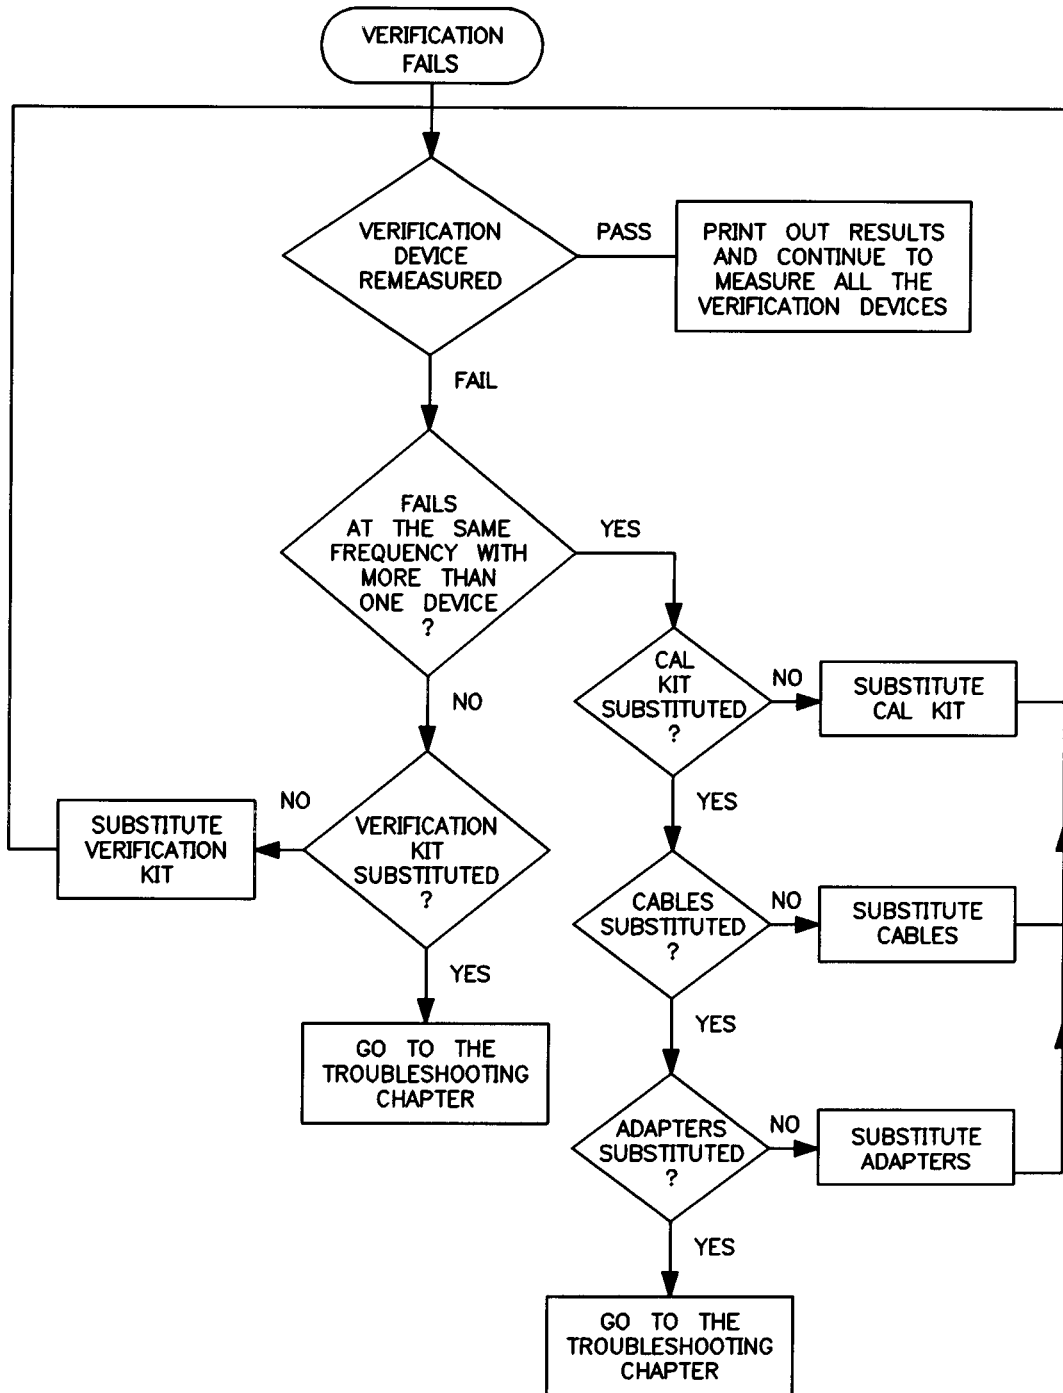 VERIFICATION
FAILS
VERIFICATION
DEVICE
REMEASURED
PASS
PRINT OUT RESULTS
AND CONTINUE TO
MEASURE ALL THE
VERIFICATION DEVICES
FAIL
FAILS
AT THE SAME
FREQUENCY WITH
MORE THAN
ONE DEVICE
?
YES
NO
CAL
KIT
SUBSTITUTED
?
NO
SUBSTITUTE
CAL KIT
YES
VERIFICATION
KIT
SUBSTITUTED
?
NO
SUBSTITUTE
VERIFICATION
KIT
YES
GO TO THE
TROUBLESHOOTING
CHAPTER
CABLES
SUBSTITUTED
?
NO
SUBSTITUTE
CABLES
YES
ADAPTERS
SUBSTITUTED
?
NO
SUBSTITUTE
ADAPTERS
YES
GO TO THE
TROUBLESHOOTING
CHAPTER